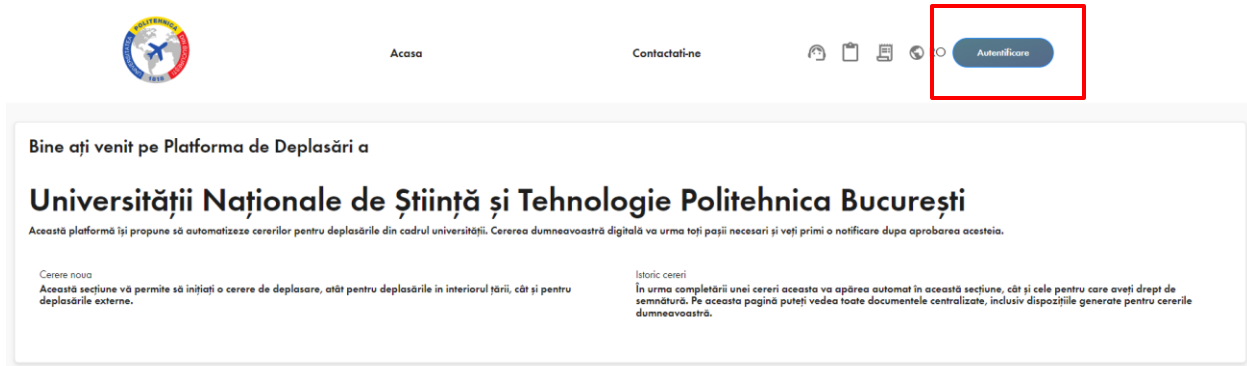 UNIVERSITATEA POLITEHNICA DIN BUCUREȘTI
1818
Acasa
Contactati-ne
Autentificare
Bine ați venit pe Platforma de Deplasări a
Universității Naționale de Știință și Tehnologie Politehnica București
Această platformă își propune să automatizeze cererilor pentru deplasările din cadrul universității. Cererea dumneavoastră digitală va urma toți pașii necesari și veți primi o notificare dupa aprobarea acesteia.
Cerere noua
Această secțiune vă permite să inițiați o cerere de deplasare, atât pentru deplasările in interiorul țării, cât și pentru
deplasările externe.
Istoric cereri
În urma completării unei cereri aceasta va apărea automat în această secțiune, cât și cele pentru care aveți drept de
semnătură. Pe aceasta pagină puteți vedea toate documentele centralizate, inclusiv dispozițiile generate pentru cererile
dumneavoastră.